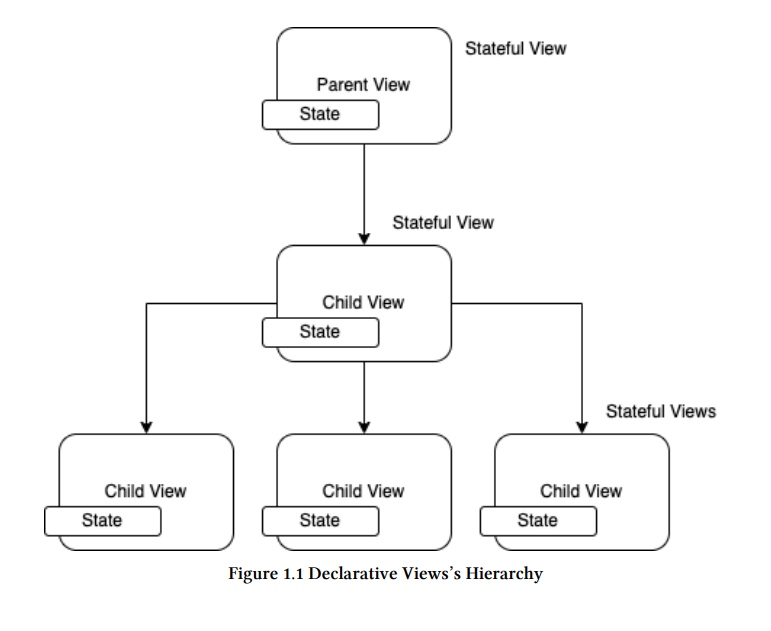 Stateful View
Parent View
State
Stateful View
Child View
State
Stateful Views
Child View
State
Child View
State
Child View
State
Figure 1.1 Declarative Views’s Hierarchy